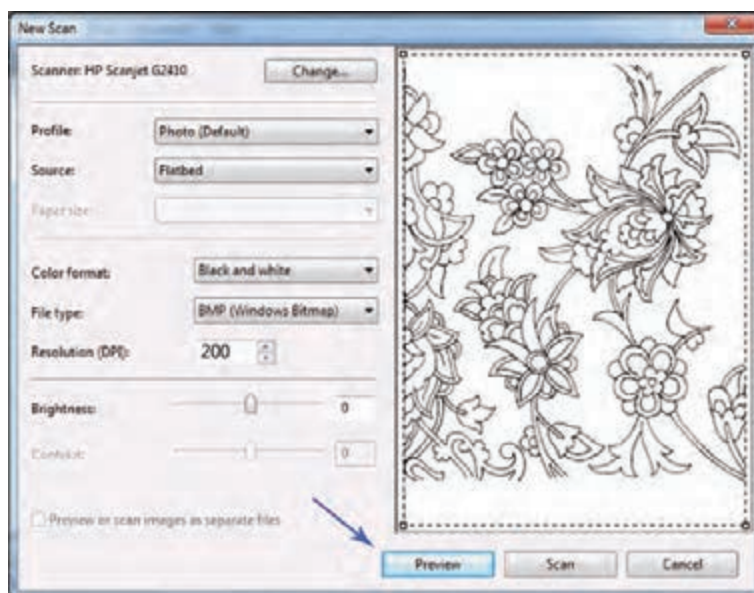 New Scan
Scanner: HP Scanjet G2410 Change...
Profile: Photo (Default)
Source: Flatbed
Paper size:
Color format: Black and white
File type: BMP (Windows Bitmap)
Resolution (DPI): 200
Brightness: 0
Contrast: 0
Preview or scan images as separate files
Preview Scan Cancel